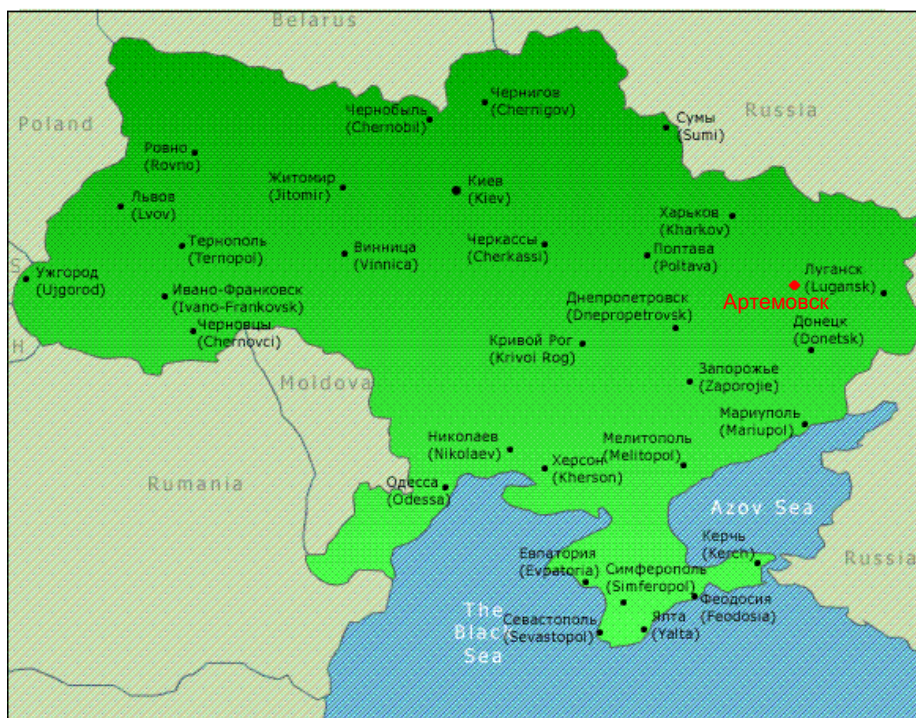 Belarus
Poland
Russia
Чернобыль
(Chernobil)
Чернигов
(Chernigov)
Сумы
(Sumi)
Ровно
(Rovno)
Житомир
(Jitomir)
Киев
(Kiev)
Львов
(Lvov)
Харьков
(Kharkov)
Тернополь
(Ternopol)
Винница
(Vinnica)
Черкассы
(Cherkassi)
Полтава
(Poltava)
S
Ужгород
(Ujgorod)
Луганск
(Lugansk)
Ивано-Франковск
(Ivano-Frankovsk)
Артемовск
Днепропетровск
(Dnepropetrovsk)
Черновцы
(Chernovci)
Донецк
(Donetsk)
H
Кривой Рог
(Krivoi Rog)
Moldova
Запорожье
(Zaporojie)
Мариуполь
(Mariupol)
Николаев
(Nikolaev)
Мелитополь
(Melitopol)
Херсон
(Kherson)
Rumania
Одесса
(Odessa)
Azov Sea
Керчь
(Kerch)
Russia
Евпатория
(Evpatoria)
Симферополь
(Simferopol)
Феодосия
(Feodosia)
The
Black
Sea
Севастополь
(Sevastopol)
Ялта
(Yalta)